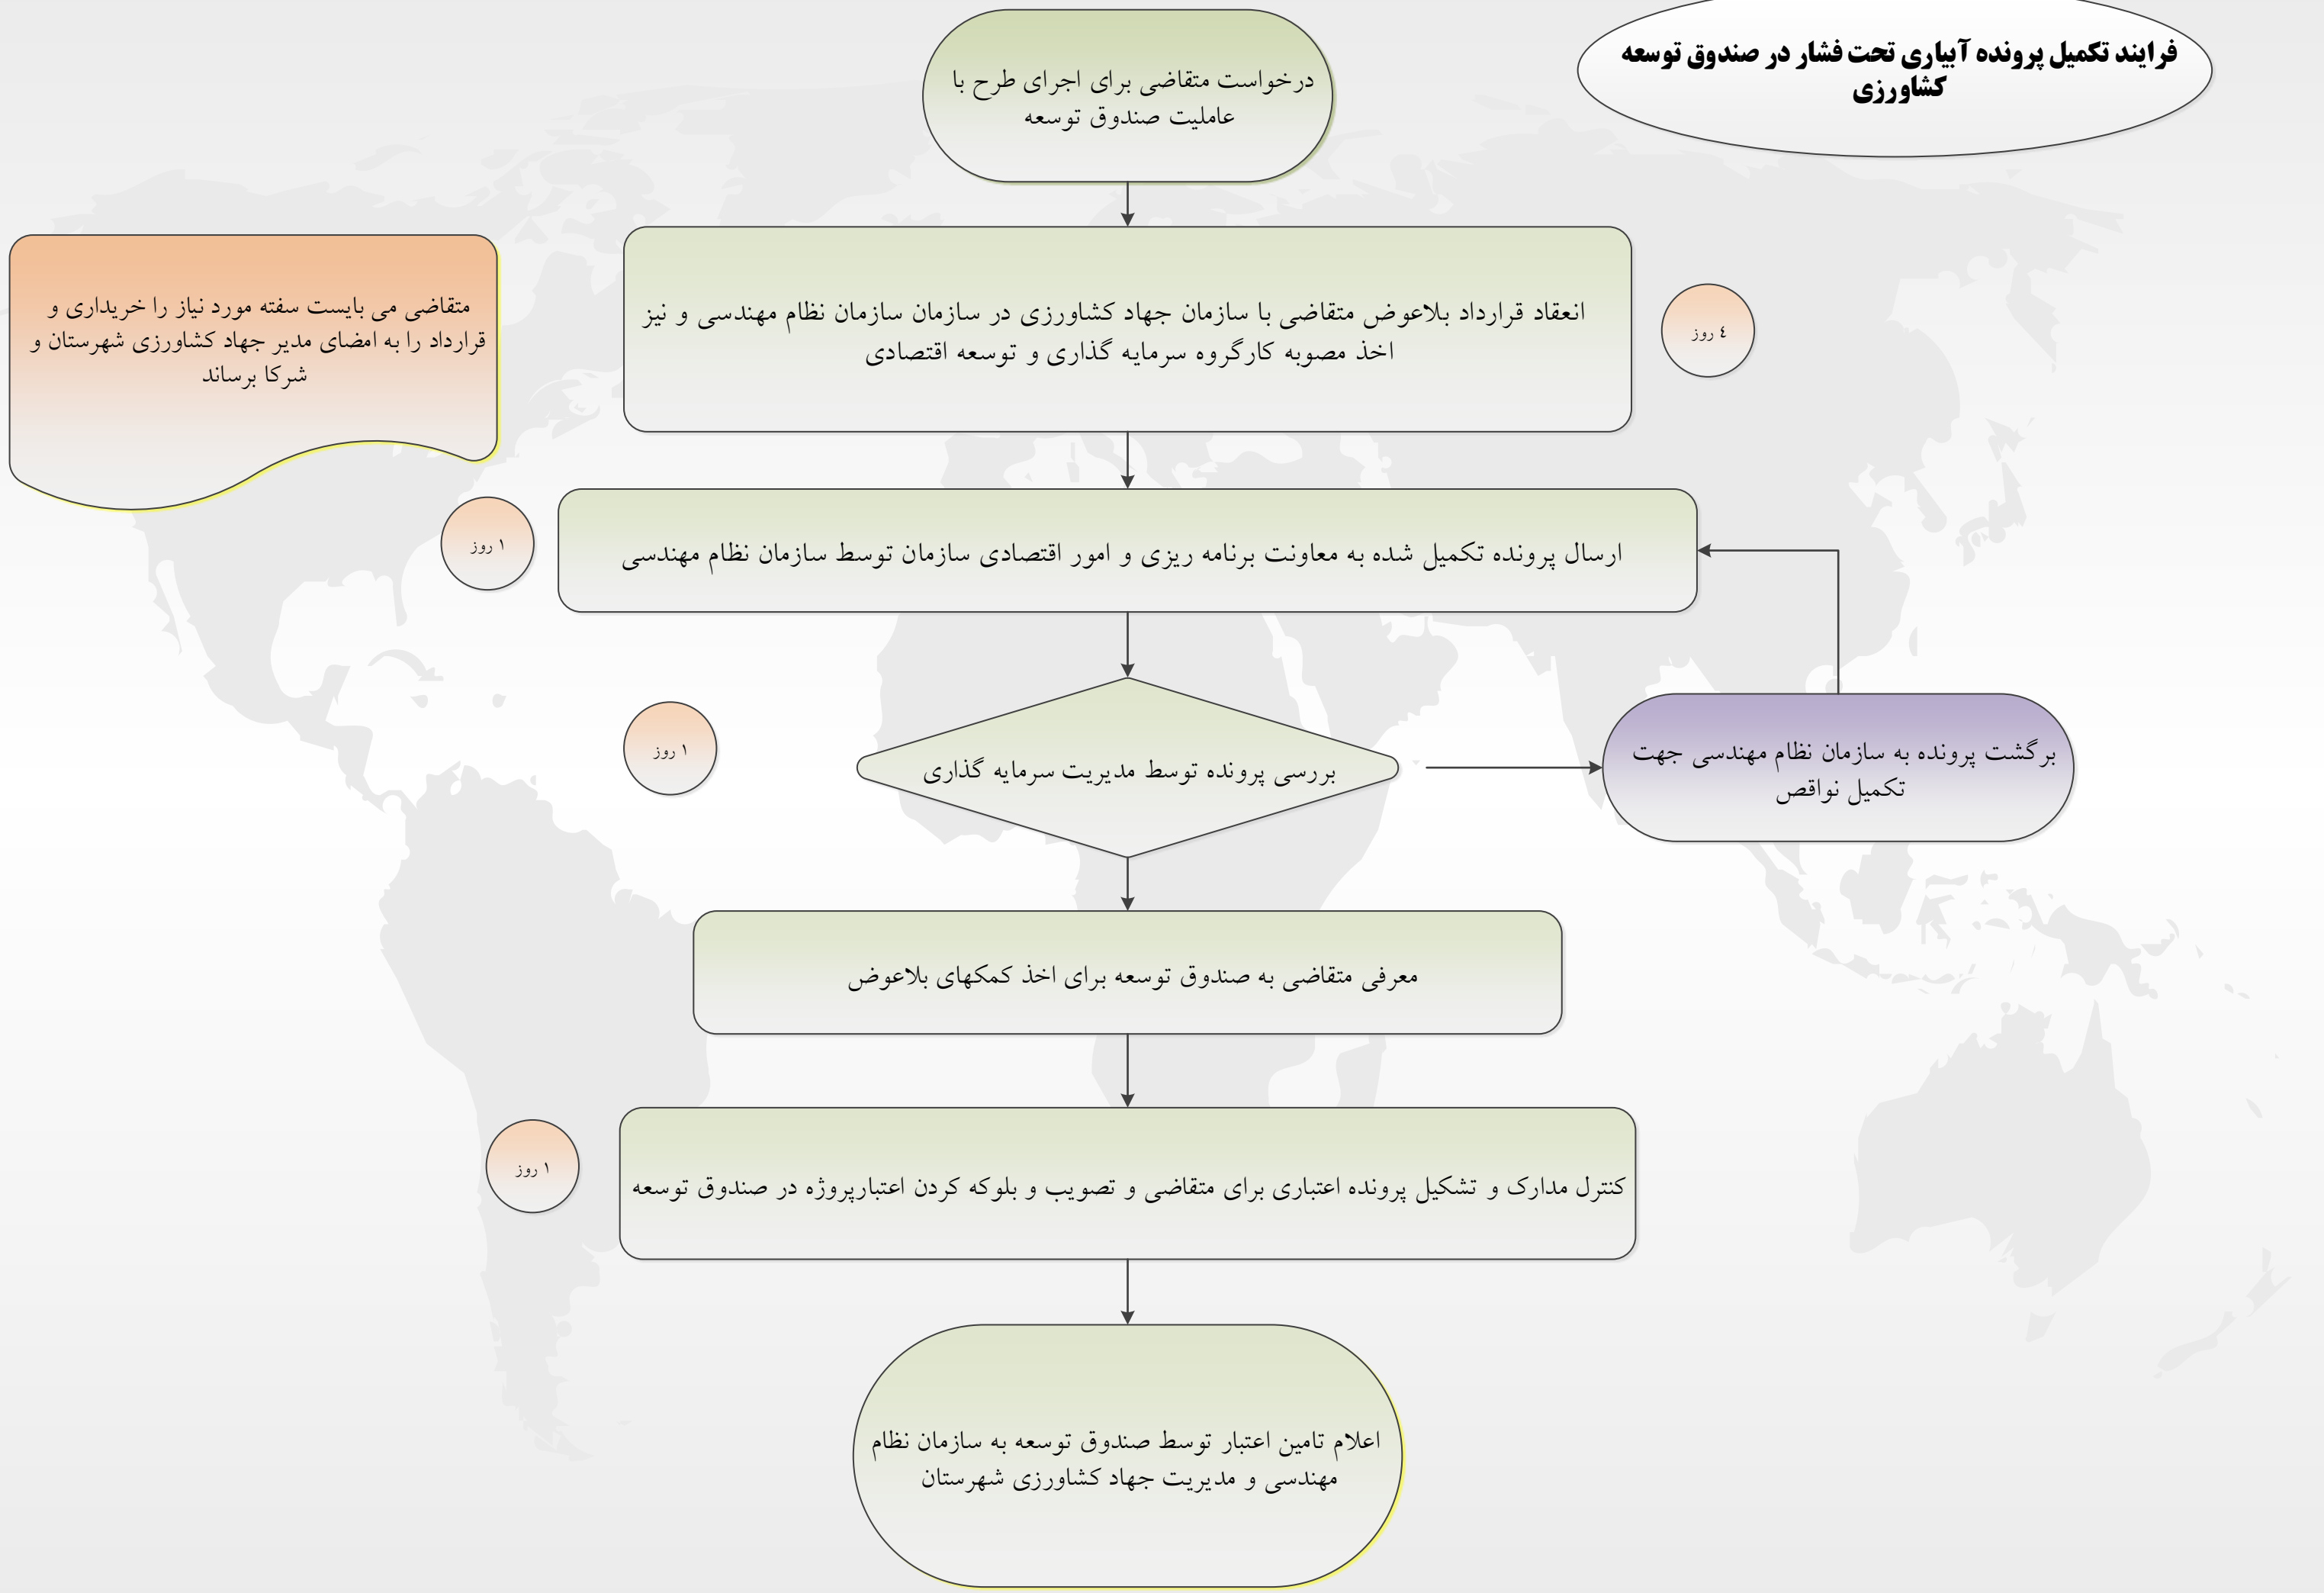 فرایند تکمیل پرونده آبیاری تحت فشار در صندوق توسعه
کشاورزی
درخواست متقاضی برای اجرای طرح با
عاملیت صندوق توسعه
انعقاد قرارداد بلاعوض متقاضی با سازمان جهاد کشاورزی در سازمان سازمان نظام مهندسی و نیز
اخذ مصوبه کارگروه سرمایه گذاری و توسعه اقتصادی
٤ روز
متقاضی می بایست سفته مورد نیاز را خریداری و
قرارداد را به امضای مدیر جهاد کشاورزی شهرستان و
شرکا برساند
ارسال پرونده تکمیل شده به معاونت برنامه ریزی و امور اقتصادی سازمان توسط سازمان نظام مهندسی
١ روز
بررسی پرونده توسط مدیریت سرمایه گذاری
١ روز
برگشت پرونده به سازمان نظام مهندسی جهت
تکمیل نواقص
معرفی متقاضی به صندوق توسعه برای اخذ کمکهای بلاعوض
کنترل مدارک و تشکیل پرونده اعتباری برای متقاضی و تصویب و بلوکه کردن اعتبارپروژه در صندوق توسعه
١ روز
اعلام تامین اعتبار توسط صندوق توسعه به سازمان نظام
مهندسی و مدیریت جهاد کشاورزی شهرستان